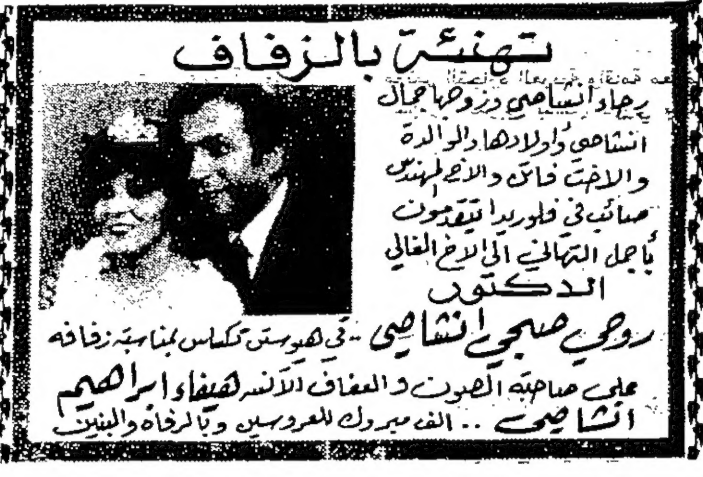 تهنئة بالزفاف
رجاء انشاصي وزوجها جمال
انشاصي وأولادها والوالدة
والاخت فاتن والاخ المهندس
صائب في فلوريدا يتقدمون
بأجمل التهاني الى الاخ الغالي
الدكتور
روحي صبحي انشاصي .. في هيوستن تكساس بمناسبة زفافه
على صاحبة الصون والعفاف الآنسة هيفاء ابراهيم
انشاصي .. الف مبروك للعروسين وبالرفاه والبنين